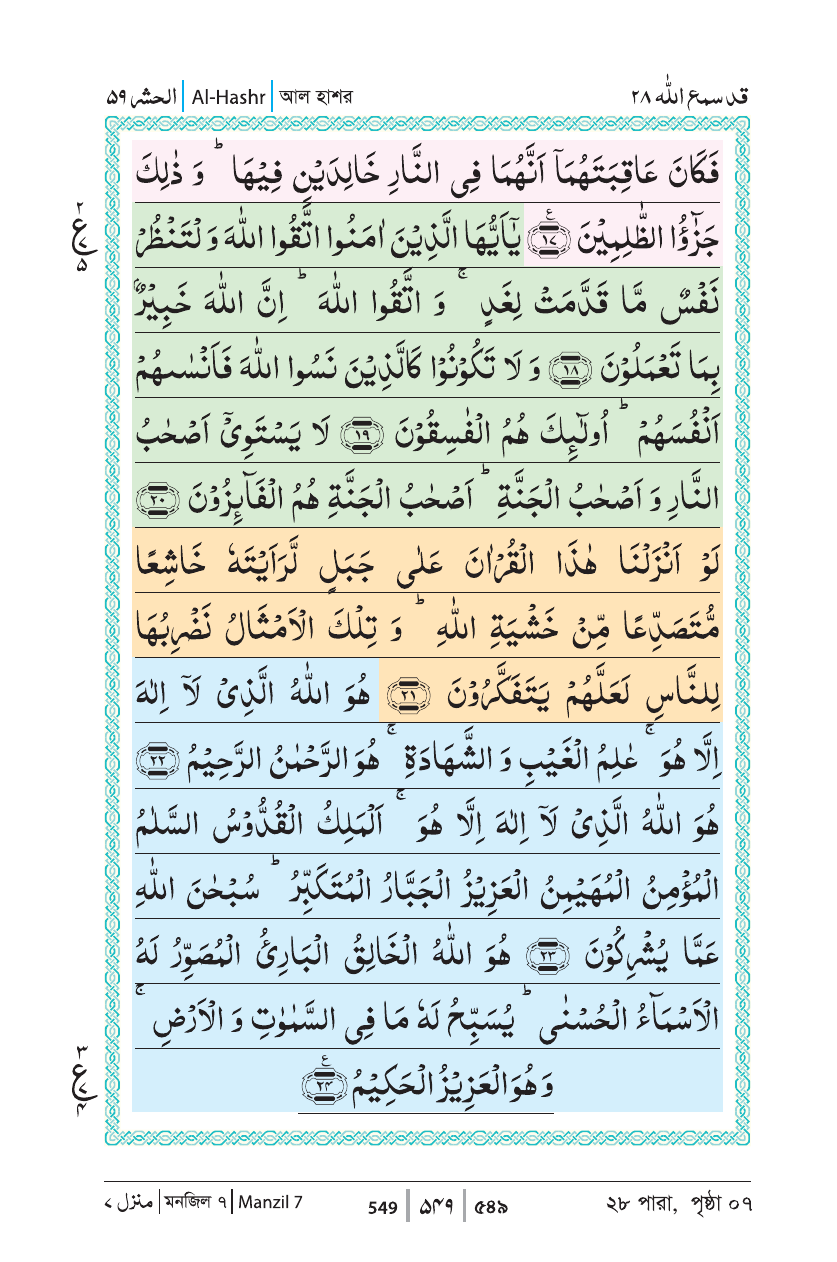 الحشر ٥٩ | Al-Hashr | আল হাশর قد سمع الله ٢٨
فَكَانَ عَاقِبَتَهُمَاۤ اَنَّهُمَا فِی النَّارِ خَالِدَیْنِ فِیْهَا ؕ وَ ذٰلِكَ
جَزٰٓؤُا الظّٰلِمِیْنَ ﴿١٧﴾ یٰۤاَیُّهَا الَّذِیْنَ اٰمَنُوا اتَّقُوا اللّٰهَ وَ لْتَنْظُرْ
نَفْسٌ مَّا قَدَّمَتْ لِغَدٍ ۚ وَ اتَّقُوا اللّٰهَ ؕ اِنَّ اللّٰهَ خَبِیْرٌۢ
بِمَا تَعْمَلُوْنَ ﴿١٨﴾ وَ لَا تَكُوْنُوْا كَالَّذِیْنَ نَسُوا اللّٰهَ فَاَنْسٰىهُمْ
اَنْفُسَهُمْ ؕ اُولٰٓئِكَ هُمُ الْفٰسِقُوْنَ ﴿١٩﴾ لَا یَسْتَوِیْۤ اَصْحٰبُ
النَّارِ وَ اَصْحٰبُ الْجَنَّةِ ؕ اَصْحٰبُ الْجَنَّةِ هُمُ الْفَآئِزُوْنَ ﴿٢٠﴾
لَوْ اَنْزَلْنَا هٰذَا الْقُرْاٰنَ عَلٰی جَبَلٍ لَّرَاَیْتَهٗ خَاشِعًا
مُّتَصَدِّعًا مِّنْ خَشْیَةِ اللّٰهِ ؕ وَ تِلْكَ الْاَمْثَالُ نَضْرِبُهَا
لِلنَّاسِ لَعَلَّهُمْ یَتَفَكَّرُوْنَ ﴿٢١﴾ هُوَ اللّٰهُ الَّذِیْ لَاۤ اِلٰهَ
اِلَّا هُوَ ۚ عٰلِمُ الْغَیْبِ وَ الشَّهَادَةِ ۚ هُوَ الرَّحْمٰنُ الرَّحِیْمُ ﴿٢٢﴾
هُوَ اللّٰهُ الَّذِیْ لَاۤ اِلٰهَ اِلَّا هُوَ ۚ اَلْمَلِكُ الْقُدُّوْسُ السَّلٰمُ
الْمُؤْمِنُ الْمُهَیْمِنُ الْعَزِیْزُ الْجَبَّارُ الْمُتَكَبِّرُ ؕ سُبْحٰنَ اللّٰهِ
عَمَّا یُشْرِكُوْنَ ﴿٢٣﴾ هُوَ اللّٰهُ الْخَالِقُ الْبَارِئُ الْمُصَوِّرُ لَهُ
الْاَسْمَآءُ الْحُسْنٰی ؕ یُسَبِّحُ لَهٗ مَا فِی السَّمٰوٰتِ وَ الْاَرْضِ ۚ
وَ هُوَ الْعَزِیْزُ الْحَكِیْمُ ﴿٢٤﴾
٢ ع ٧ ٥
٣ ع ٧ ٤
منزل ٧ | মনজিল ৭ | Manzil 7 549 | ۵۴۹ | ৫৪৯ ২৮ পারা, পৃষ্ঠা ০৭